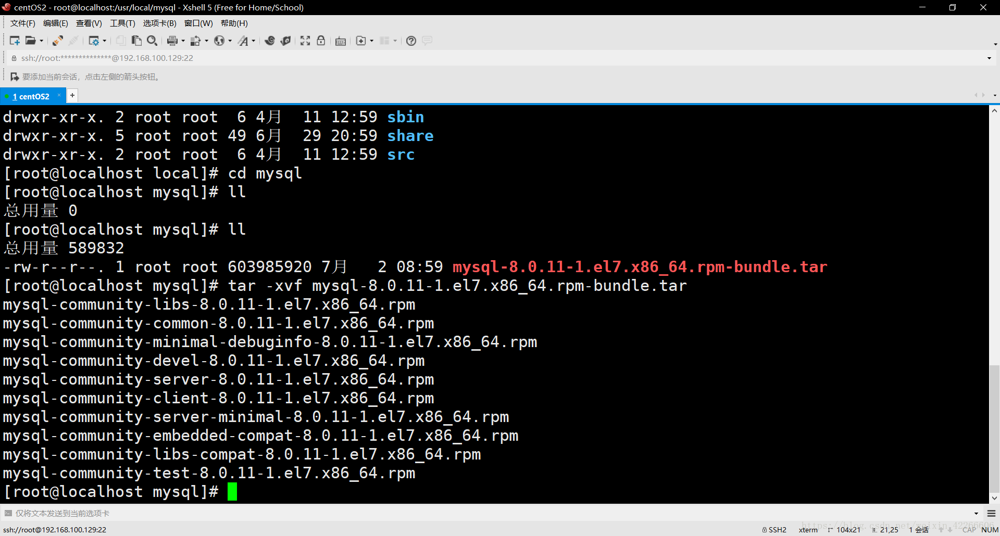 centOS2 - root@localhost:/usr/local/mysql - Xshell 5 (Free for Home/School)
文件(F) 编辑(E) 查看(V) 工具(T) 选项卡(B) 窗口(W) 帮助(H)
ssh://root:**************@192.168.100.129:22
要添加当前会话，点击左侧的箭头按钮。
1 centOS2 × +
drwxr-xr-x. 2 root root  6 4月  11 12:59 sbin
drwxr-xr-x. 5 root root 49 6月  29 20:59 share
drwxr-xr-x. 2 root root  6 4月  11 12:59 src
[root@localhost local]# cd mysql
[root@localhost mysql]# ll
总用量 0
[root@localhost mysql]# ll
总用量 589832
-rw-r--r--. 1 root root 603985920 7月   2 08:59 mysql-8.0.11-1.el7.x86_64.rpm-bundle.tar
[root@localhost mysql]# tar -xvf mysql-8.0.11-1.el7.x86_64.rpm-bundle.tar
mysql-community-libs-8.0.11-1.el7.x86_64.rpm
mysql-community-common-8.0.11-1.el7.x86_64.rpm
mysql-community-minimal-debuginfo-8.0.11-1.el7.x86_64.rpm
mysql-community-devel-8.0.11-1.el7.x86_64.rpm
mysql-community-server-8.0.11-1.el7.x86_64.rpm
mysql-community-client-8.0.11-1.el7.x86_64.rpm
mysql-community-server-minimal-8.0.11-1.el7.x86_64.rpm
mysql-community-embedded-compat-8.0.11-1.el7.x86_64.rpm
mysql-community-libs-compat-8.0.11-1.el7.x86_64.rpm
mysql-community-test-8.0.11-1.el7.x86_64.rpm
[root@localhost mysql]#
仅将文本发送到当前选项卡
https://blog.csdn.net/weixin_42266606
ssh://root@192.168.100.129:22 SSH2 xterm 104x21 21,25 1 会话 CAP NUM